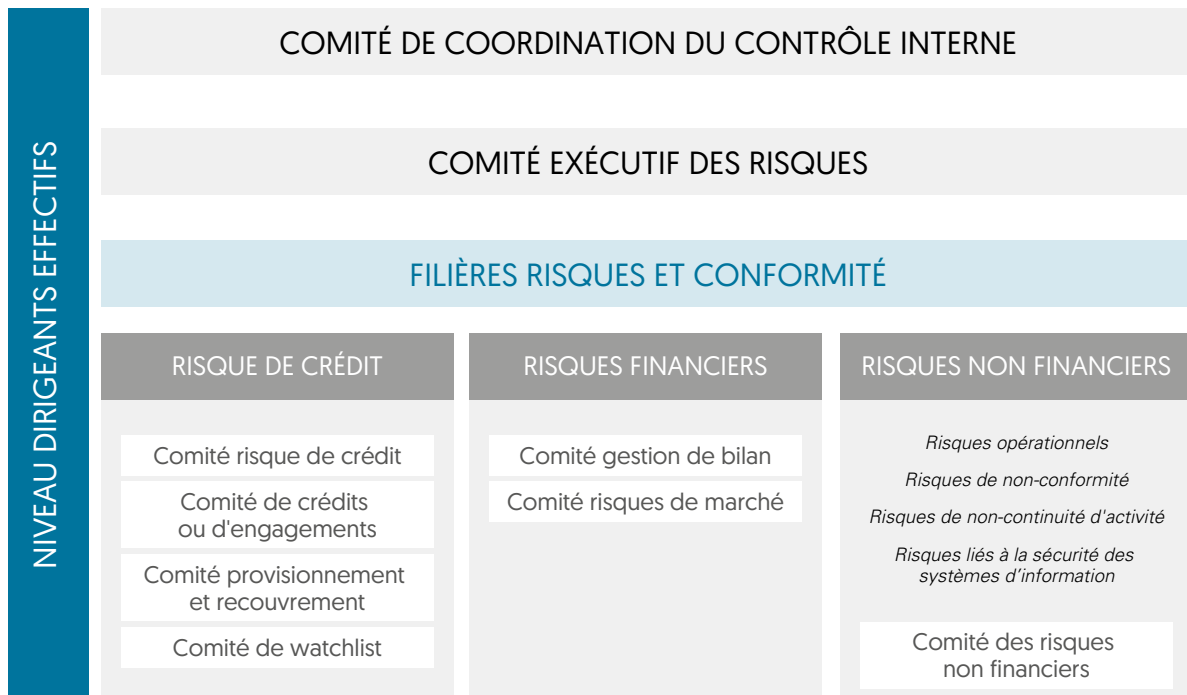 NIVEAU DIRIGEANTS EFFECTIFS
COMITÉ DE COORDINATION DU CONTRÔLE INTERNE
COMITÉ EXÉCUTIF DES RISQUES
FILIÈRES RISQUES ET CONFORMITÉ
RISQUE DE CRÉDIT
Comité risque de crédit
Comité de crédits
ou d'engagements
Comité provisionnement
et recouvrement
Comité de watchlist
RISQUES FINANCIERS
Comité gestion de bilan
Comité risques de marché
RISQUES NON FINANCIERS
Risques opérationnels
Risques de non-conformité
Risques de non-continuité d'activité
Risques liés à la sécurité des
systèmes d’information
Comité des risques
non financiers